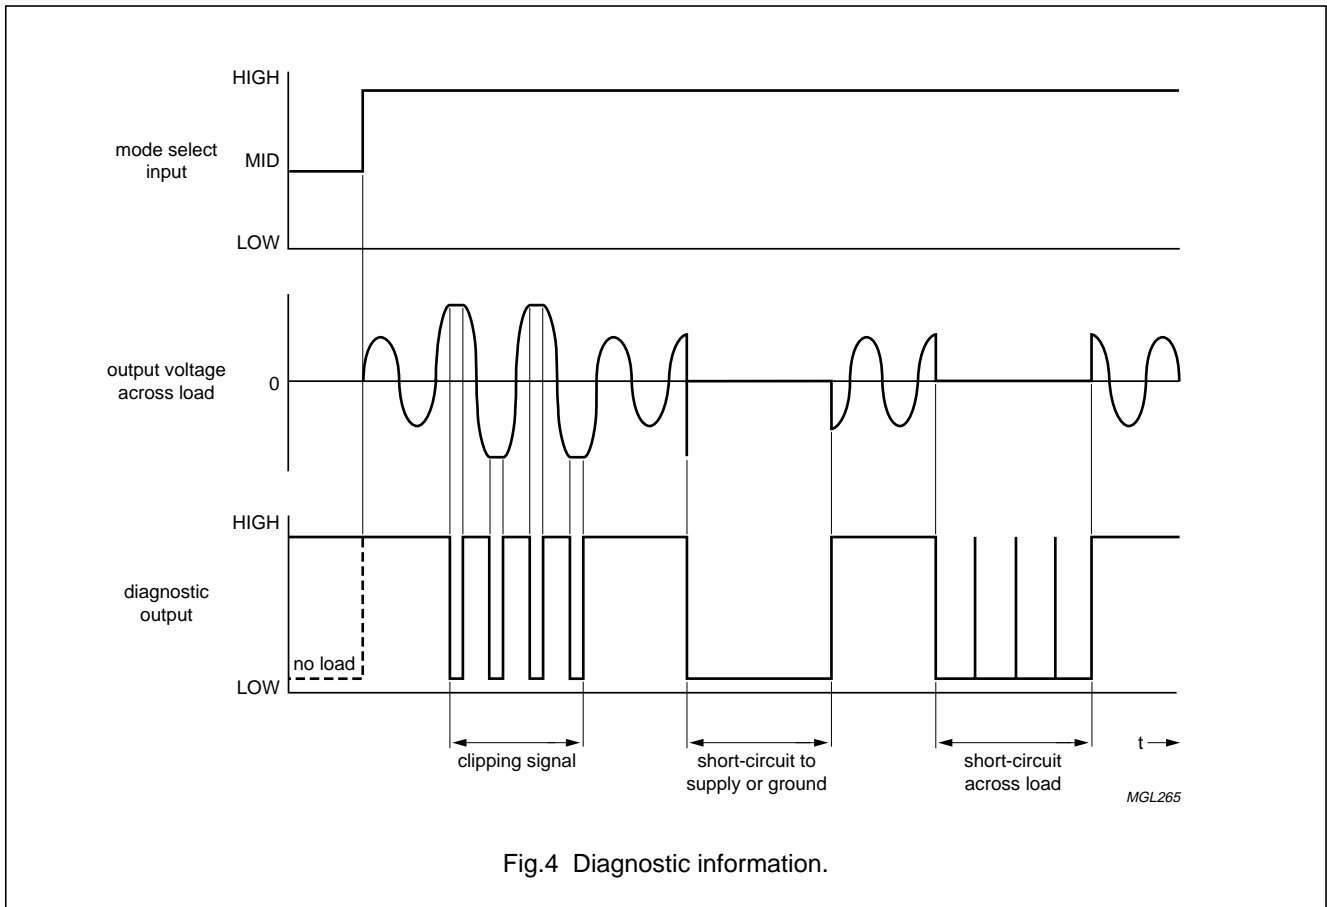 HIGH
mode select
input
MID
LOW
output voltage
across load
0
HIGH
diagnostic
output
no load
LOW
clipping signal
short-circuit to
supply or ground
short-circuit
across load
t
MGL265
Fig.4 Diagnostic information.